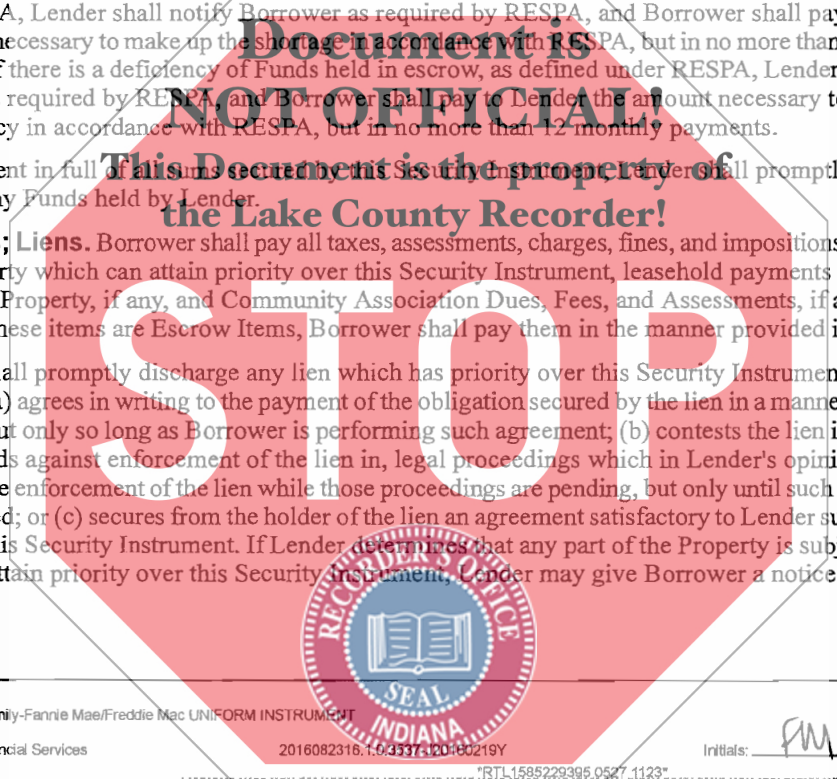 A, Lender shall notify Borrower as required by RESPA, and Borrower shall pay
ecessary to make up the shortage in accordance with RESPA, but in no more than
Document is
there is a deficiency of Funds held in escrow, as defined under RESPA, Lender
required by RESPA, and Borrower shall pay to Lender the amount necessary t
NOT OFFICIAL!
cy in accordance with RESPA, but in no more than 12 monthly payments.
ent in full of all sums secured by this Security Instrument, Lender shall promptl
This Document is the property of
y Funds held by Lender.
the Lake County Recorder!
; Liens. Borrower shall pay all taxes, assessments, charges, fines, and impositions
rty which can attain priority over this Security Instrument, leasehold payments
Property, if any, and Community Association Dues, Fees, and Assessments, if a
hese items are Escrow Items, Borrower shall pay them in the manner provided i
STOP
all promptly discharge any lien which has priority over this Security Instrumen
) agrees in writing to the payment of the obligation secured by the lien in a manne
ut only so long as Borrower is performing such agreement; (b) contests the lien i
ds against enforcement of the lien in, legal proceedings which in Lender's opini
e enforcement of the lien while those proceedings are pending, but only until such
d; or (c) secures from the holder of the lien an agreement satisfactory to Lender su
is Security Instrument. If Lender determines that any part of the Property is sub
ttain priority over this Security Instrument, Lender may give Borrower a notice
RECORDER'S OFFICE
SEAL
INDIANA
mily-Fannie Mae/Freddie Mac UNIFORM INSTRUMENT
ncial Services
2016082316.1.0.3537-J20160219Y
Initials:
*RTL1585229395 0527 1123*